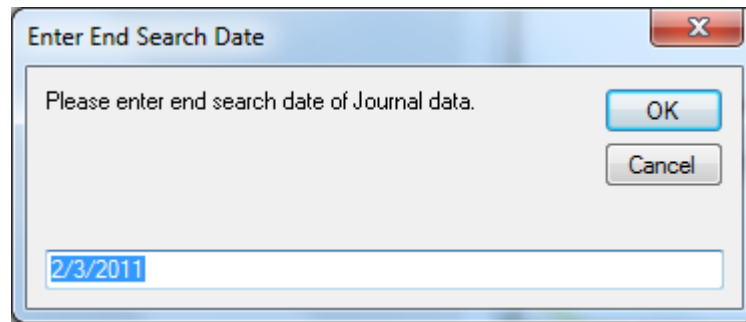 Enter End Search Date
Please enter end search date of Journal data.
OK
Cancel
2/3/2011